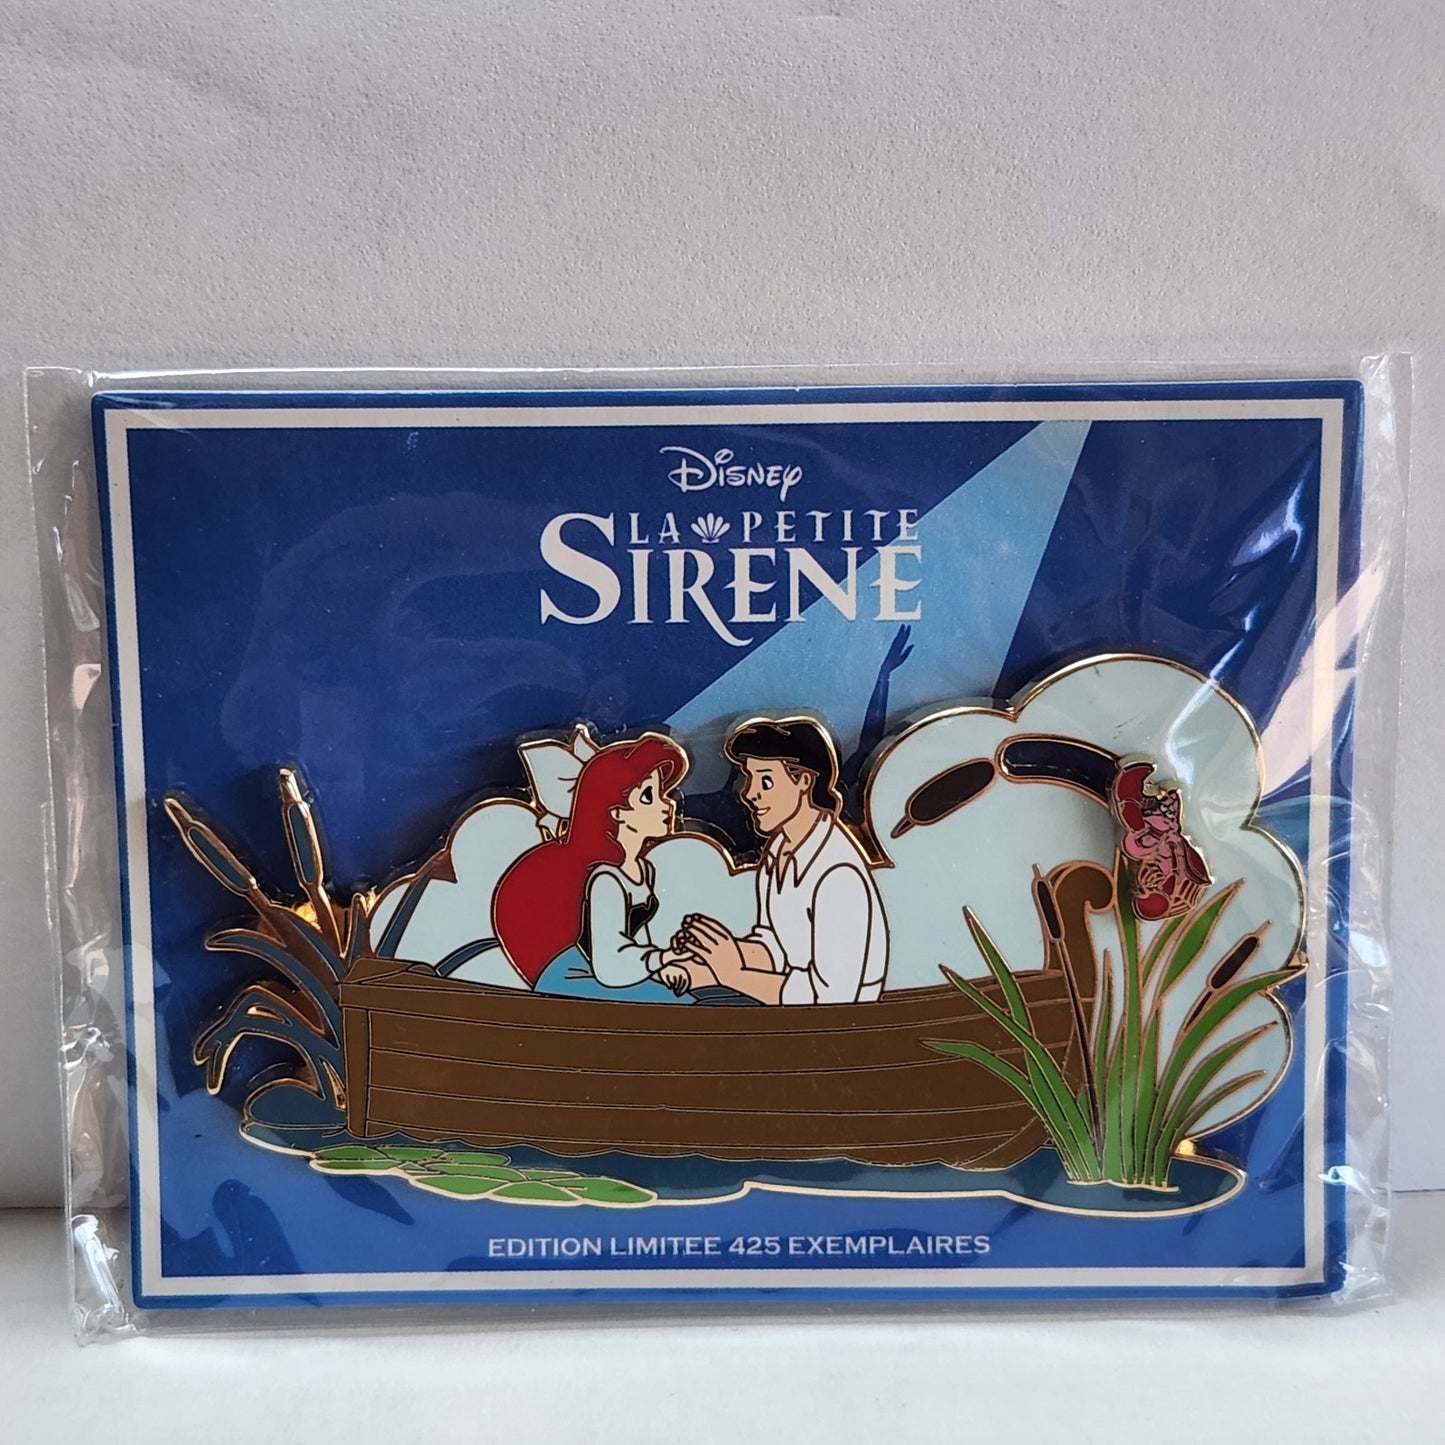 Disney
LA PETITE
SIRENE
EDITION LIMITEE 425 EXEMPLAIRES